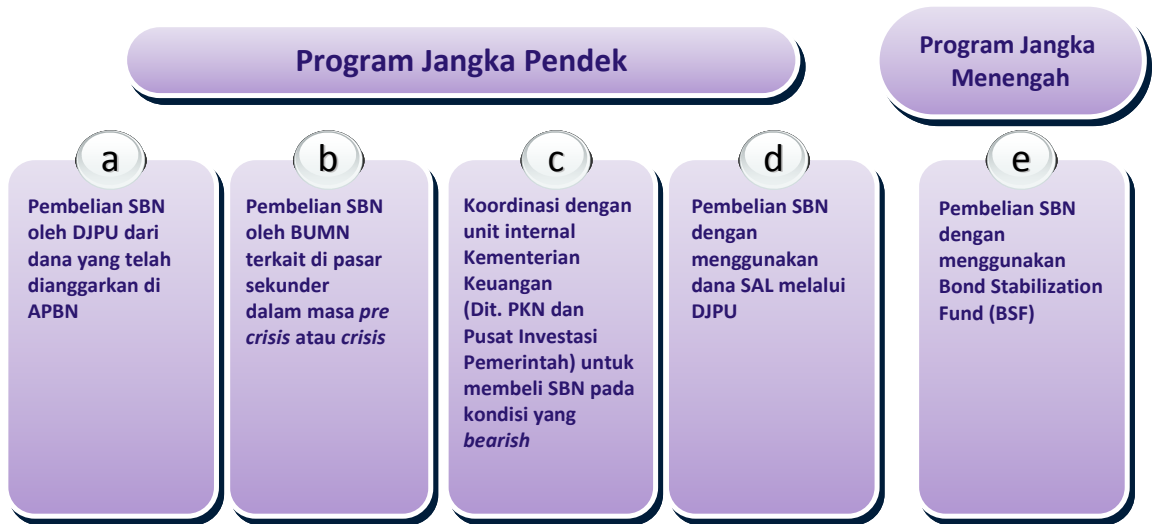 Program Jangka Pendek
Program Jangka
Menengah
a
Pembelian SBN
oleh DJPU dari
dana yang telah
dianggarkan di
APBN
b
Pembelian SBN
oleh BUMN
terkait di pasar
sekunder
dalam masa pre
crisis atau crisis
c
Koordinasi dengan
unit internal
Kementerian
Keuangan
(Dit. PKN dan
Pusat Investasi
Pemerintah) untuk
membeli SBN pada
kondisi yang
bearish
d
Pembelian SBN
dengan
menggunakan
dana SAL melalui
DJPU
e
Pembelian SBN
dengan
menggunakan
Bond Stabilization
Fund (BSF)